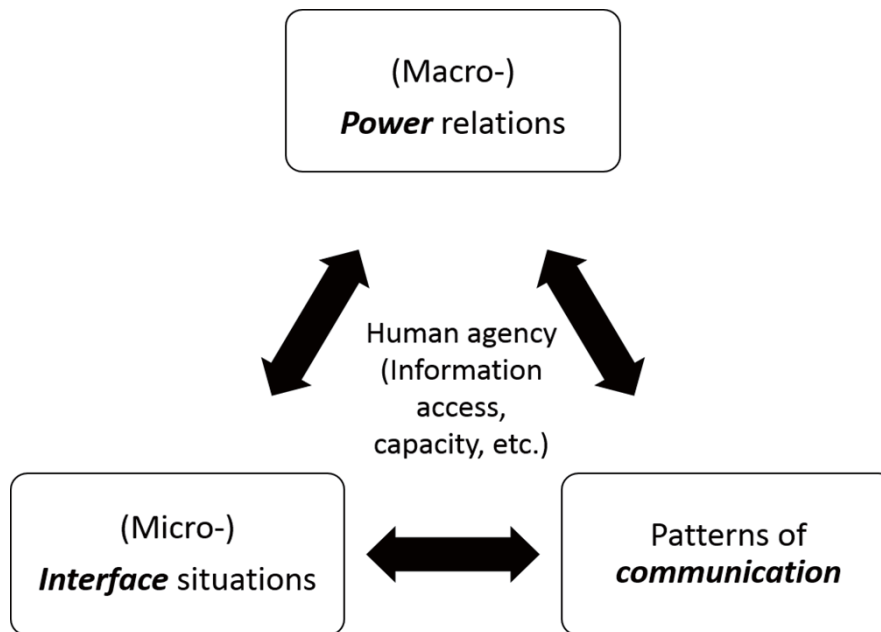 (Macro-)
Power relations
Human agency
(Information
access,
capacity, etc.)
(Micro-)
Interface situations
Patterns of
communication